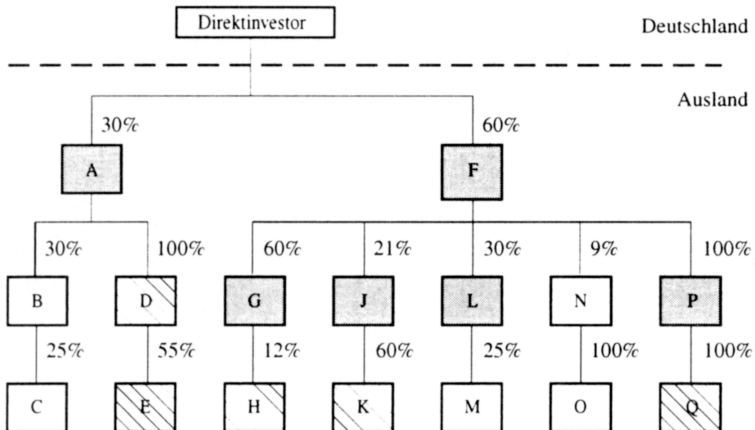 Direktinvestor
Deutschland
Ausland
30% 60%
A F
30% 100% 60% 21% 30% 9% 100%
B D G J L N P
25% 55% 12% 60% 25% 100% 100%
C E H K M O Q